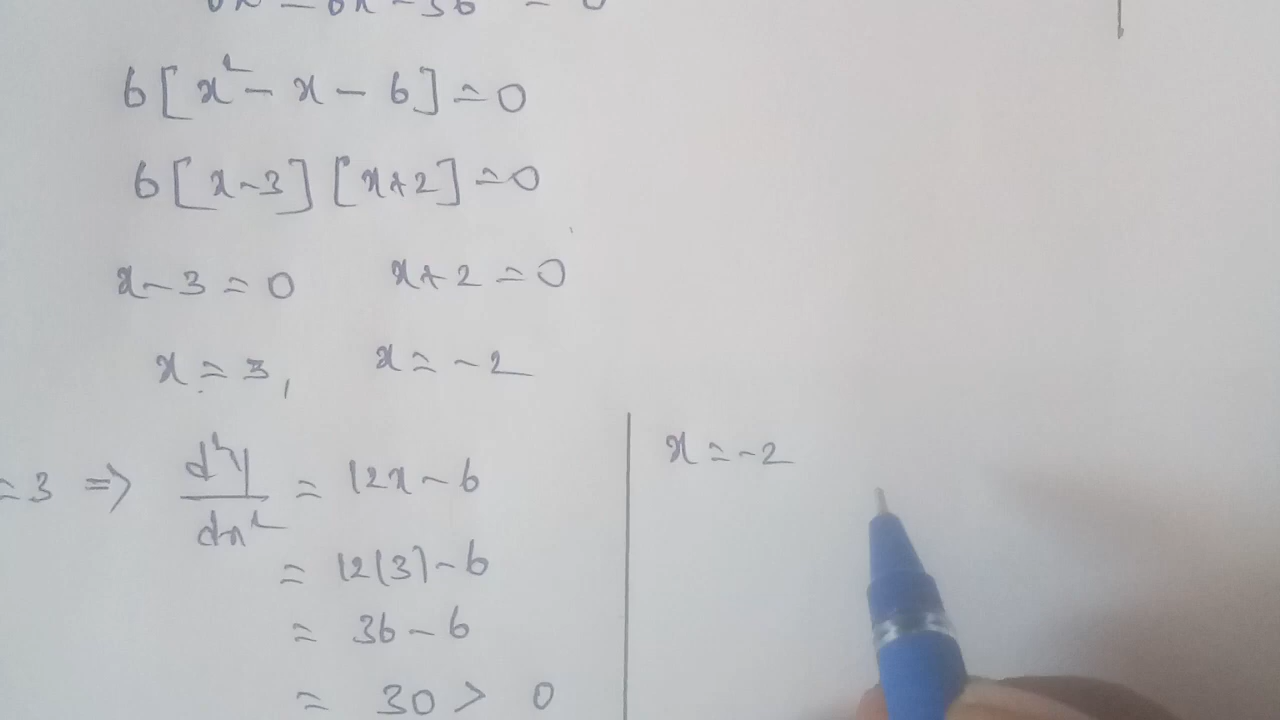 6[x² - x - 6] = 0
6[x-3][x+2] = 0
x-3=0 x+2=0
x = 3, x = -2
=3 ⇒ d²y/dx² = 12x - 6
= 12(3) - 6
= 36 - 6
= 30 > 0
x = -2